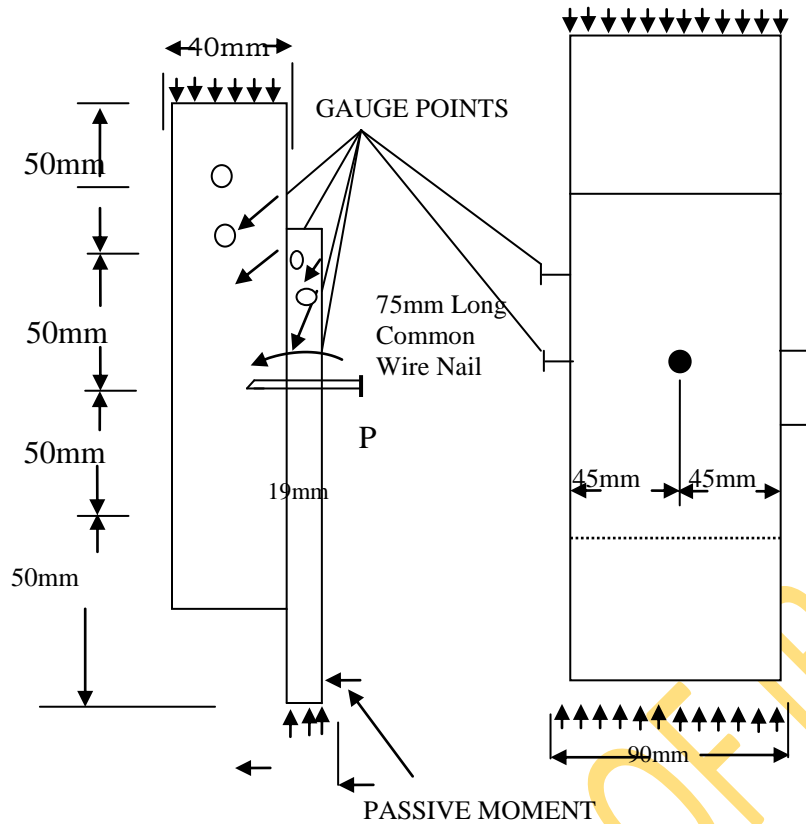 40mm
GAUGE POINTS
50mm
75mm Long
Common
Wire Nail
50mm
P
50mm
45mm
45mm
19mm
50mm
90mm
PASSIVE MOMENT